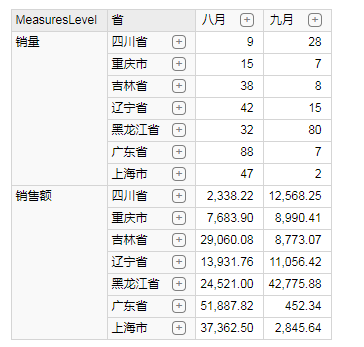 MeasuresLevel 省 八月 九月
销量 四川省 9 28
重庆市 15 7
吉林省 38 8
辽宁省 42 15
黑龙江省 32 80
广东省 88 7
上海市 47 2
销售额 四川省 2,338.22 12,568.25
重庆市 7,683.90 8,990.41
吉林省 29,060.08 8,773.07
辽宁省 13,931.76 11,056.42
黑龙江省 24,521.00 42,775.88
广东省 51,887.82 452.34
上海市 37,362.50 2,845.64